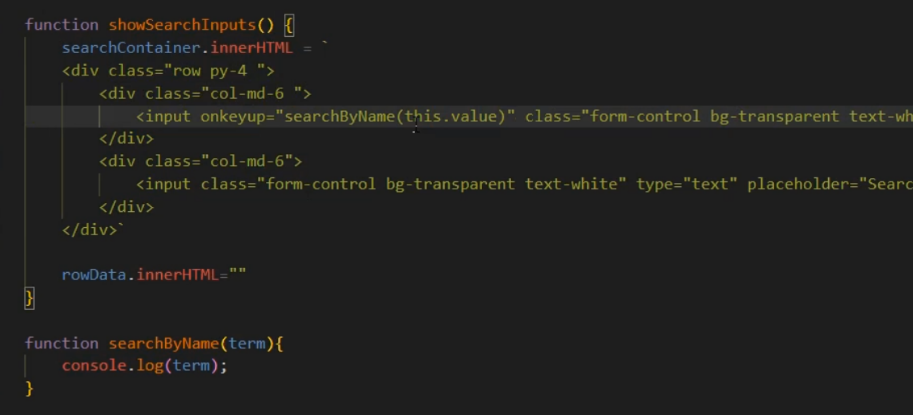 function showSearchInputs() {
    searchContainer.innerHTML = `
    <div class="row py-4 ">
        <div class="col-md-6 ">
            <input onkeyup="searchByName(this.value)" class="form-control bg-transparent text-wh
        </div>
        <div class="col-md-6">
            <input class="form-control bg-transparent text-white" type="text" placeholder="Searc
        </div>
    </div>`
    rowData.innerHTML=""
}
function searchByName(term){
    console.log(term);
}